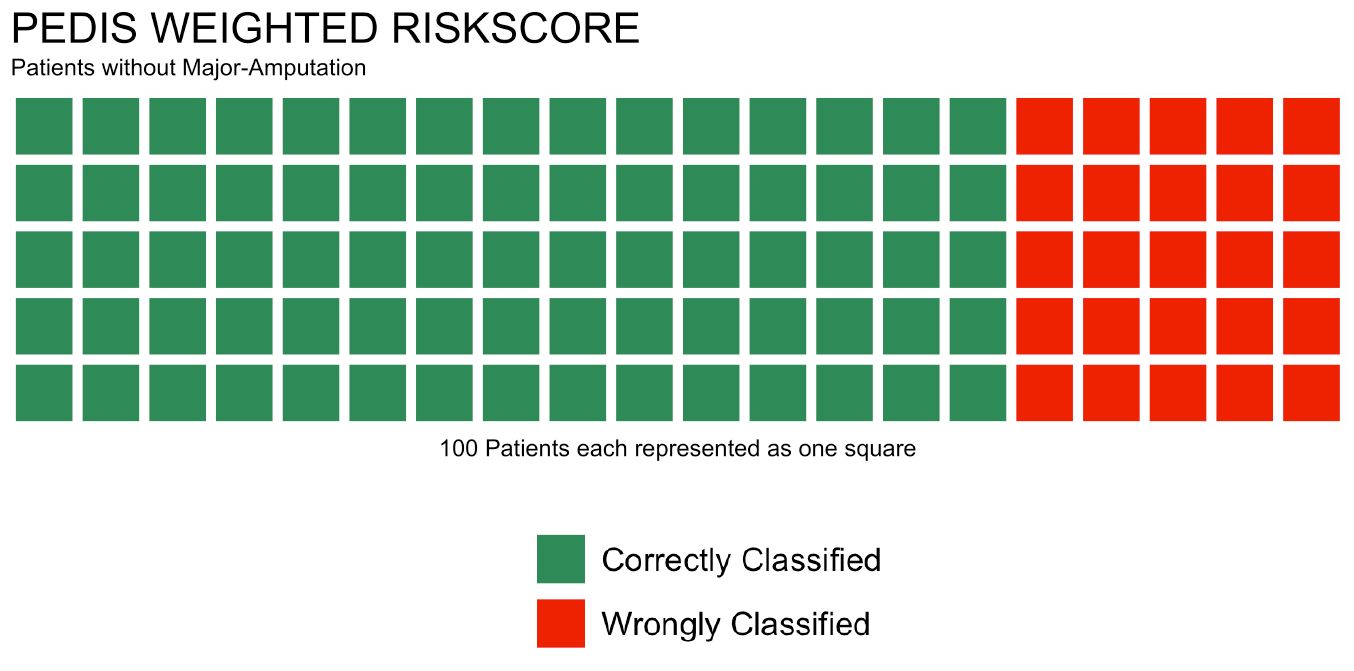 PEDIS WEIGHTED RISKSCORE
Patients without Major-Amputation
100 Patients each represented as one square
Correctly Classified
Wrongly Classified